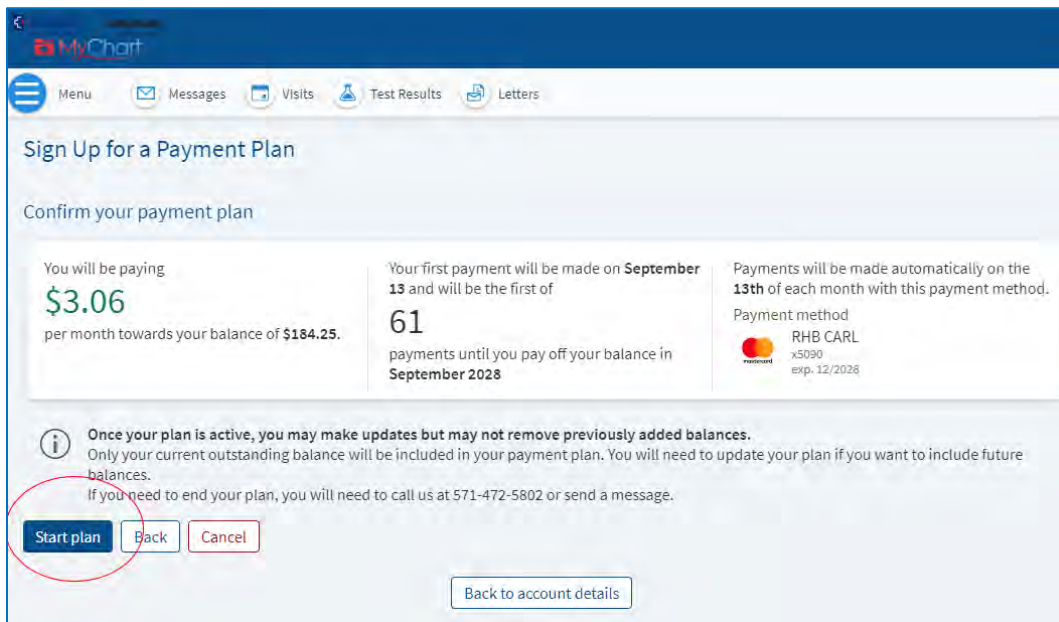 MyChart
Menu Messages Visits Test Results Letters
Sign Up for a Payment Plan
Confirm your payment plan
You will be paying
$3.06
per month towards your balance of $184.25.
Your first payment will be made on September
13 and will be the first of
61
payments until you pay off your balance in
September 2028
Payments will be made automatically on the
13th of each month with this payment method.
Payment method
RHB CARL
x5090
exp. 12/2028
mastercard
Once your plan is active, you may make updates but may not remove previously added balances.
Only your current outstanding balance will be included in your payment plan. You will need to update your plan if you want to include future
balances.
If you need to end your plan, you will need to call us at 571-472-5802 or send a message.
Start plan Back Cancel
Back to account details